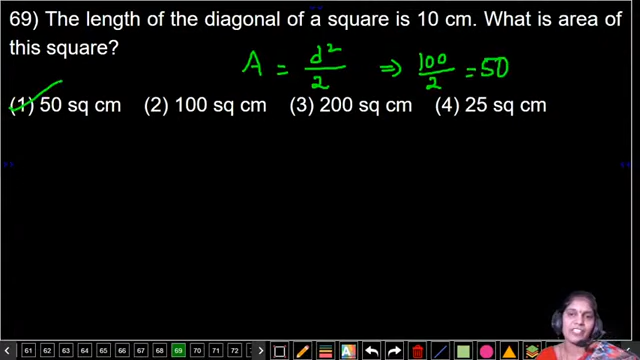 69) The length of the diagonal of a square is 10 cm. What is area of
this square?
A = d²/2 ⇒ 100/2 = 50
(1) 50 sq cm (2) 100 sq cm (3) 200 sq cm (4) 25 sq cm
61 62 63 64 65 66 67 68 69 70 71 72 7